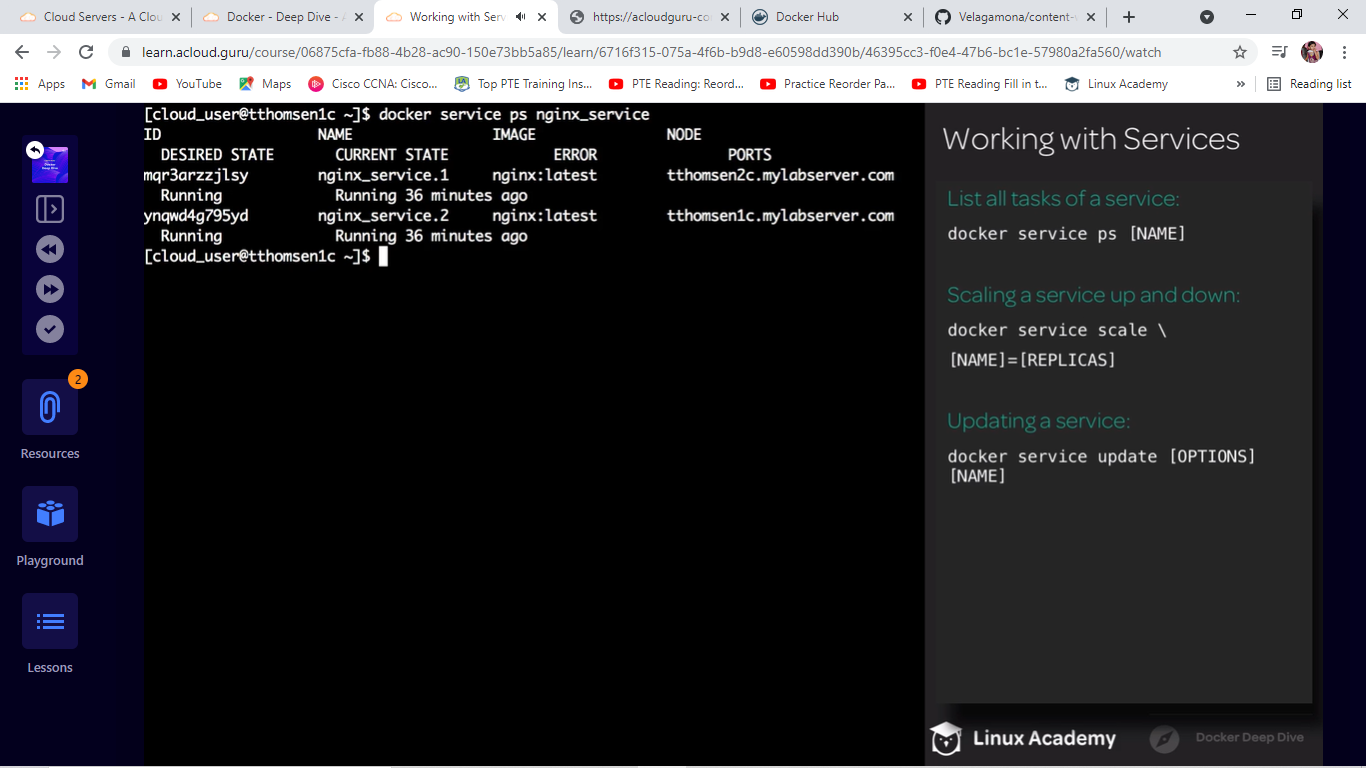 Cloud Servers - A Clou
Docker - Deep Dive - A
Working with Serv
https://acloudguru-co
Docker Hub
Velagamona/content-
learn.acloud.guru/course/06875cfa-fb88-4b28-ac90-150e73bb5a85/learn/6716f315-075a-4f6b-b9d8-e60598dd390b/46395cc3-f0e4-47b6-bc1e-57980a2fa560/watch
Apps
Gmail
YouTube
Maps
Cisco CCNA: Cisco...
Top PTE Training Ins...
PTE Reading: Reord...
Practice Reorder Pa...
PTE Reading Fill in t...
Linux Academy
»
Reading list
[cloud_user@tthomsen1c ~]$ docker service ps nginx_service
ID NAME IMAGE NODE
DESIRED STATE CURRENT STATE ERROR PORTS
mqr3arzzjlsy nginx_service.1 nginx:latest tthomsen2c.mylabserver.com
Running Running 36 minutes ago
ynqwd4g795yd nginx_service.2 nginx:latest tthomsen1c.mylabserver.com
Running Running 36 minutes ago
[cloud_user@tthomsen1c ~]$
2
Resources
Playground
Lessons
Working with Services
List all tasks of a service:
docker service ps [NAME]
Scaling a service up and down:
docker service scale \
[NAME]=[REPLICAS]
Updating a service:
docker service update [OPTIONS]
[NAME]
Linux Academy
Docker Deep Dive